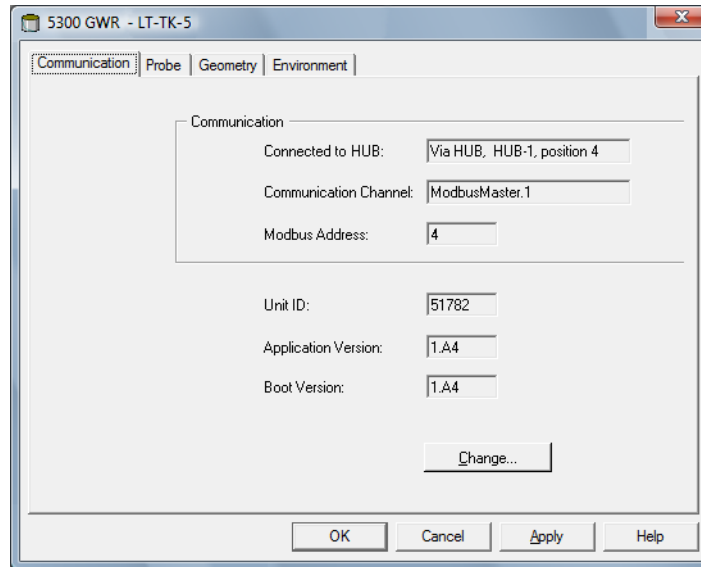 5300 GWR - LT-TK-5
Communication Probe Geometry Environment
Communication
Connected to HUB: Via HUB, HUB-1, position 4
Communication Channel: ModbusMaster.1
Modbus Address: 4
Unit ID: 51782
Application Version: 1.A4
Boot Version: 1.A4
Change...
OK Cancel Apply Help